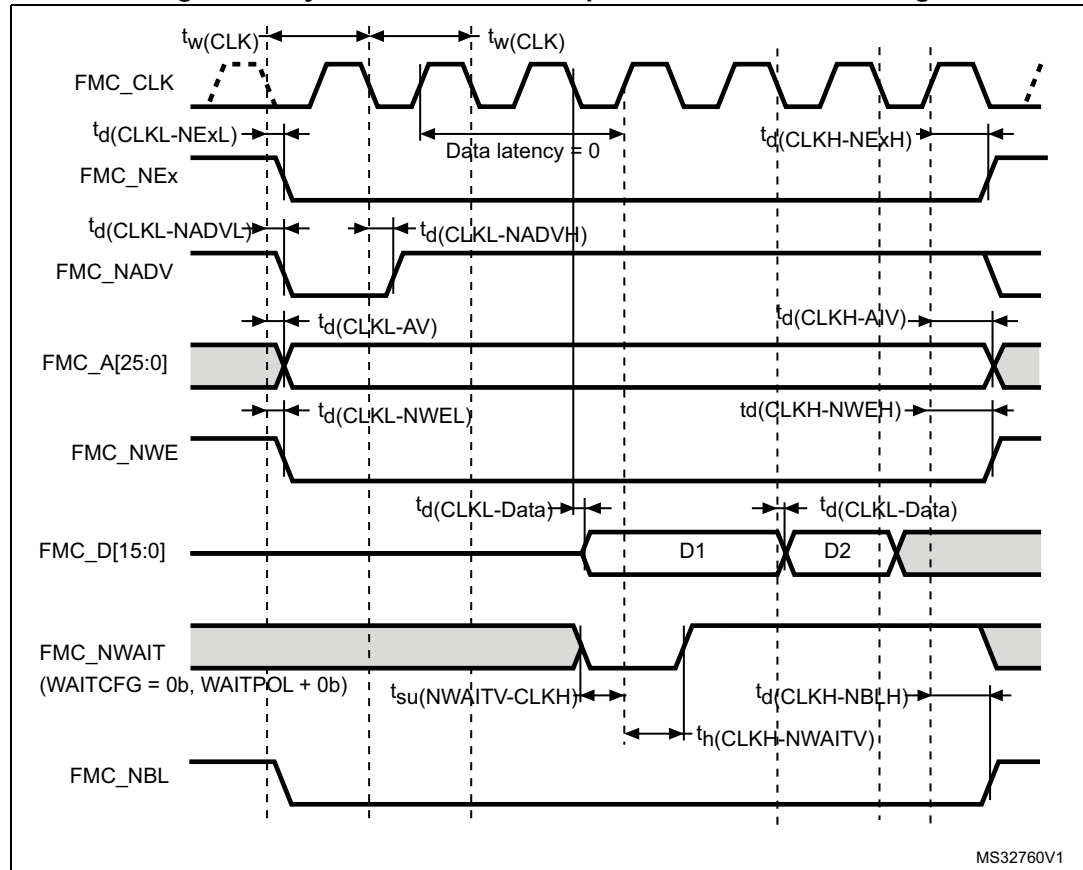 tw(CLK) tw(CLK)
FMC_CLK
td(CLKL-NExL) Data latency = 0 td(CLKH-NExH)
FMC_NEx
td(CLKL-NADVL) td(CLKL-NADVH)
FMC_NADV
td(CLKL-AV) td(CLKH-AIV)
FMC_A[25:0]
td(CLKL-NWEL) td(CLKH-NWEH)
FMC_NWE
td(CLKL-Data) td(CLKL-Data)
FMC_D[15:0] D1 D2
FMC_NWAIT
(WAITCFG = 0b, WAITPOL + 0b)
tsu(NWAITV-CLKH) td(CLKH-NBLH)
th(CLKH-NWAITV)
FMC_NBL
MS32760V1